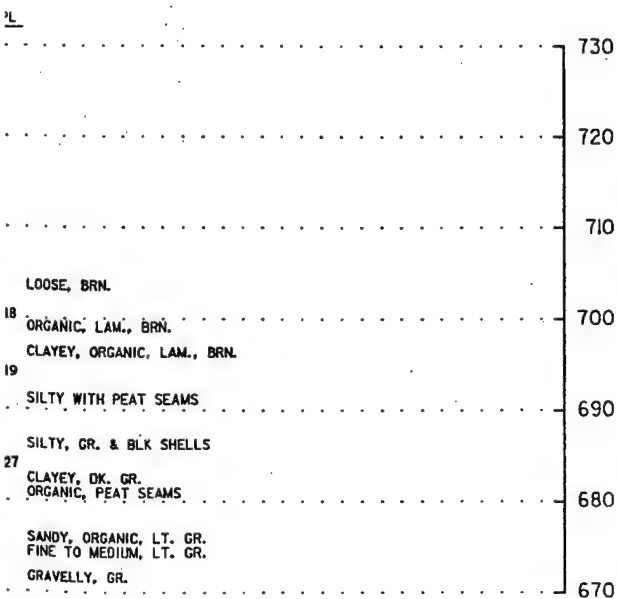 PL
730
720
710
LOOSE, BRN.
18 ORGANIC, LAM., BRN. 700
CLAYEY, ORGANIC, LAM., BRN.
19
SILTY WITH PEAT SEAMS
690
SILTY, GR. & BLK SHELLS
27
CLAYEY, DK. GR.
ORGANIC, PEAT SEAMS 680
SANDY, ORGANIC, LT. GR.
FINE TO MEDIUM, LT. GR.
GRAVELLY, GR.
670